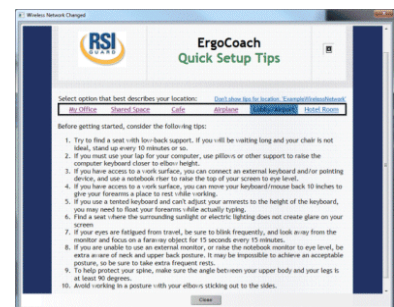 Wireless Network Changed
RSI
GUARD
ErgoCoach
Quick Setup Tips
Select option that best describes your location:
Don't show tips for location 'ExampleWirelessNetwork'
My Office Shared Space Cafe Airplane Lobby/Airport Hotel Room
Before getting started, consider the following tips:
1. Try to find a seat with low-back support. If you will be waiting long and your chair is not
ideal, stand up every 10 minutes or so.
2. If you must use your lap for your computer, use pillows or other support to raise the
computer keyboard closer to elbow height.
3. If you have access to a work surface, you can connect an external keyboard and/or pointing
device, and use a notebook riser to raise the top of your screen to eye level.
4. If you have access to a work surface, you can move your keyboard/mouse back 10 inches to
give your forearms a place to rest while working.
5. If you use a tented keyboard and can't adjust your armrests to the height of the keyboard,
you may need to float your forearms while actually typing.
6. Find a seat where the surrounding sunlight or electric lighting does not create glare on your
screen
7. If your eyes are fatigued from travel, be sure to blink frequently, and look away from the
monitor and focus on a faraway object for 15 seconds every 15 minutes.
8. If you are unable to use an external monitor, or raise the notebook monitor to eye level, be
extra aware of neck and upper back posture. It may be impossible to achieve an acceptable
posture, so be sure to take extra frequent rests.
9. To help protect your spine, make sure the angle between your upper body and your legs is
at least 90 degrees.
10. Avoid working in a posture with your elbows sticking out to the sides.
Close